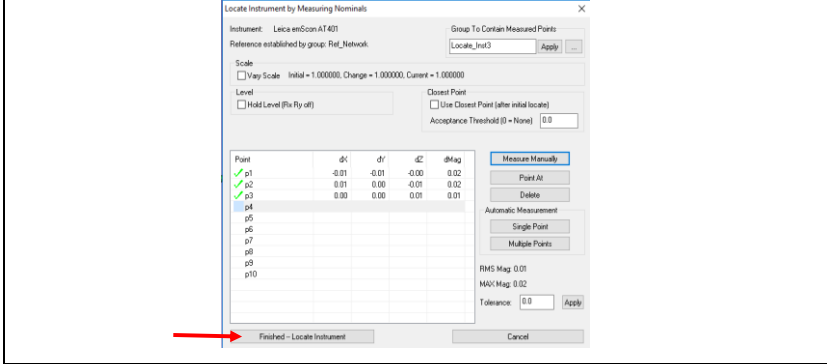 Locate Instrument by Measuring Nominals
Instrument: Leica emScon AT401
Reference established by group: Ref_Network
Group To Contain Measured Points
Locate_Inst3 Apply ...
Scale
Vary Scale Initial = 1.000000, Change = 1.000000, Current = 1.000000
Level
Hold Level (Rx Ry off)
Closest Point
Use Closest Point (after initial locate)
Acceptance Threshold (0 = None) 0.0
Point dX dY dZ dMag
p1 -0.01 -0.01 -0.00 0.02
p2 0.01 0.00 -0.01 0.02
p3 0.00 0.00 0.01 0.01
p4
p5
p6
p7
p8
p9
p10
Measure Manually
Point At
Delete
Automatic Measurement
Single Point
Multiple Points
RMS Mag: 0.01
MAX Mag: 0.02
Tolerance: 0.0 Apply
Finished – Locate Instrument
Cancel